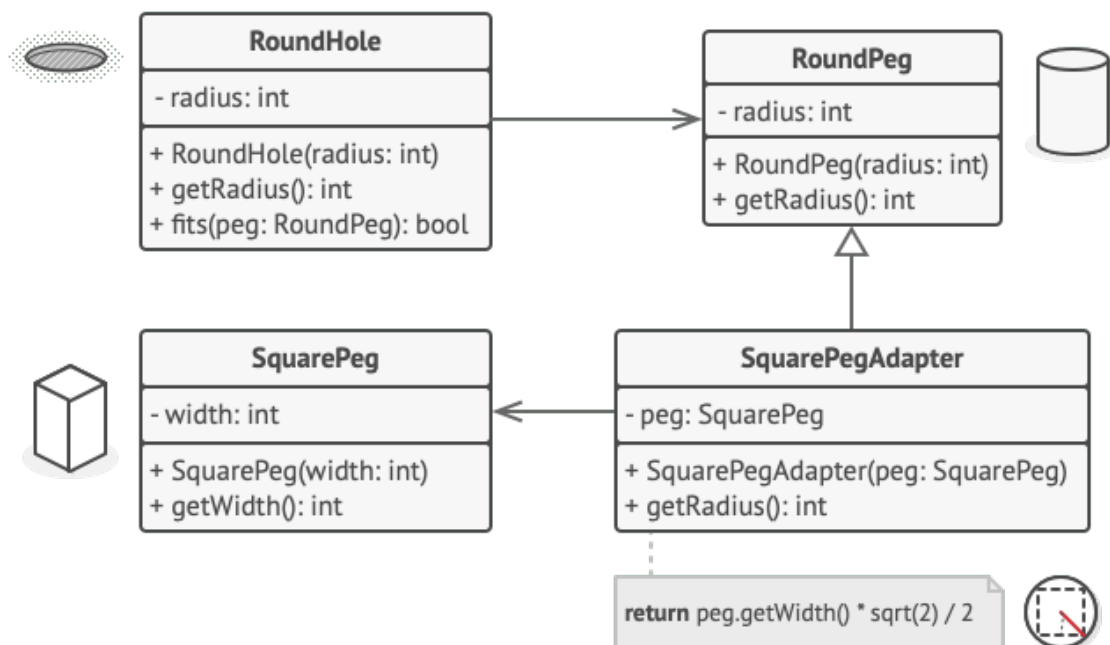 RoundHole
- radius: int
+ RoundHole(radius: int)
+ getRadius(): int
+ fits(peg: RoundPeg): bool
RoundPeg
- radius: int
+ RoundPeg(radius: int)
+ getRadius(): int
SquarePeg
- width: int
+ SquarePeg(width: int)
+ getWidth(): int
SquarePegAdapter
- peg: SquarePeg
+ SquarePegAdapter(peg: SquarePeg)
+ getRadius(): int
return peg.getWidth() * sqrt(2) / 2